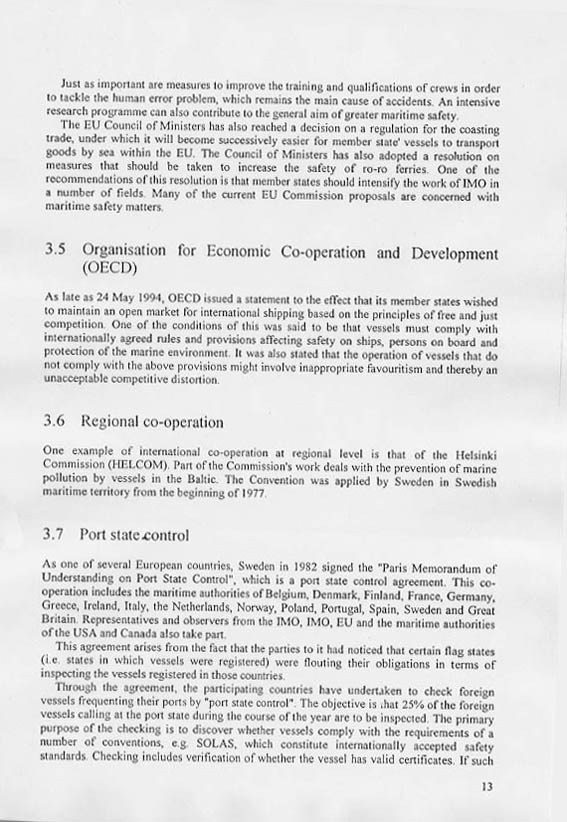 Just as important are measures to improve the training and qualifications of crews in order
to tackle the human error problem, which remains the main cause of accidents. An intensive
research programme can also contribute to the general aim of greater maritime safety.
The EU Council of Ministers has also reached a decision on a regulation for the coasting
trade, under which it will become successively easier for member state' vessels to transport
goods by sea within the EU. The Council of Ministers has also adopted a resolution on
measures that should be taken to increase the safety of ro-ro ferries. One of the
recommendations of this resolution is that member states should intensify the work of IMO in
a number of fields. Many of the current EU Commission proposals are concerned with
maritime safety matters.
3.5 Organisation for Economic Co-operation and Development
(OECD)
As late as 24 May 1994, OECD issued a statement to the effect that its member states wished
to maintain an open market for international shipping based on the principles of free and just
competition. One of the conditions of this was said to be that vessels must comply with
internationally agreed rules and provisions affecting safety on ships, persons on board and
protection of the marine environment. It was also stated that the operation of vessels that do
not comply with the above provisions might involve inappropriate favouritism and thereby an
unacceptable competitive distortion.
3.6 Regional co-operation
One example of international co-operation at regional level is that of the Helsinki
Commission (HELCOM). Part of the Commission's work deals with the prevention of marine
pollution by vessels in the Baltic. The Convention was applied by Sweden in Swedish
maritime territory from the beginning of 1977.
3.7 Port state control
As one of several European countries, Sweden in 1982 signed the "Paris Memorandum of
Understanding on Port State Control", which is a port state control agreement. This co-
operation includes the maritime authorities of Belgium, Denmark, Finland, France, Germany,
Greece, Ireland, Italy, the Netherlands, Norway, Poland, Portugal, Spain, Sweden and Great
Britain. Representatives and observers from the IMO, IMO, EU and the maritime authorities
of the USA and Canada also take part.
This agreement arises from the fact that the parties to it had noticed that certain flag states
(i.e. states in which vessels were registered) were flouting their obligations in terms of
inspecting the vessels registered in those countries.
Through the agreement, the participating countries have undertaken to check foreign
vessels frequenting their ports by "port state control". The objective is that 25% of the foreign
vessels calling at the port state during the course of the year are to be inspected. The primary
purpose of the checking is to discover whether vessels comply with the requirements of a
number of conventions, e.g. SOLAS, which constitute internationally accepted safety
standards. Checking includes verification of whether the vessel has valid certificates. If such
13